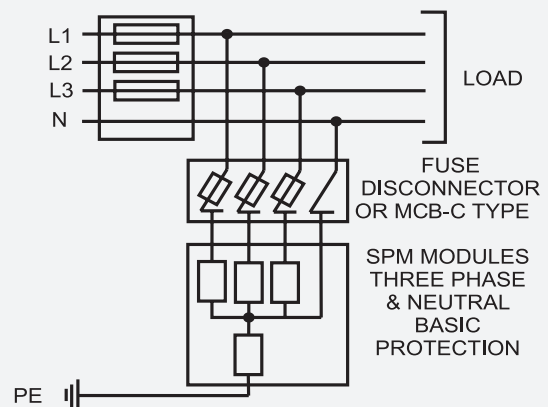 L1
L2
L3
N
LOAD
FUSE
DISCONNECTOR
OR MCB-C TYPE
SPM MODULES
THREE PHASE
& NEUTRAL
BASIC
PROTECTION
PE